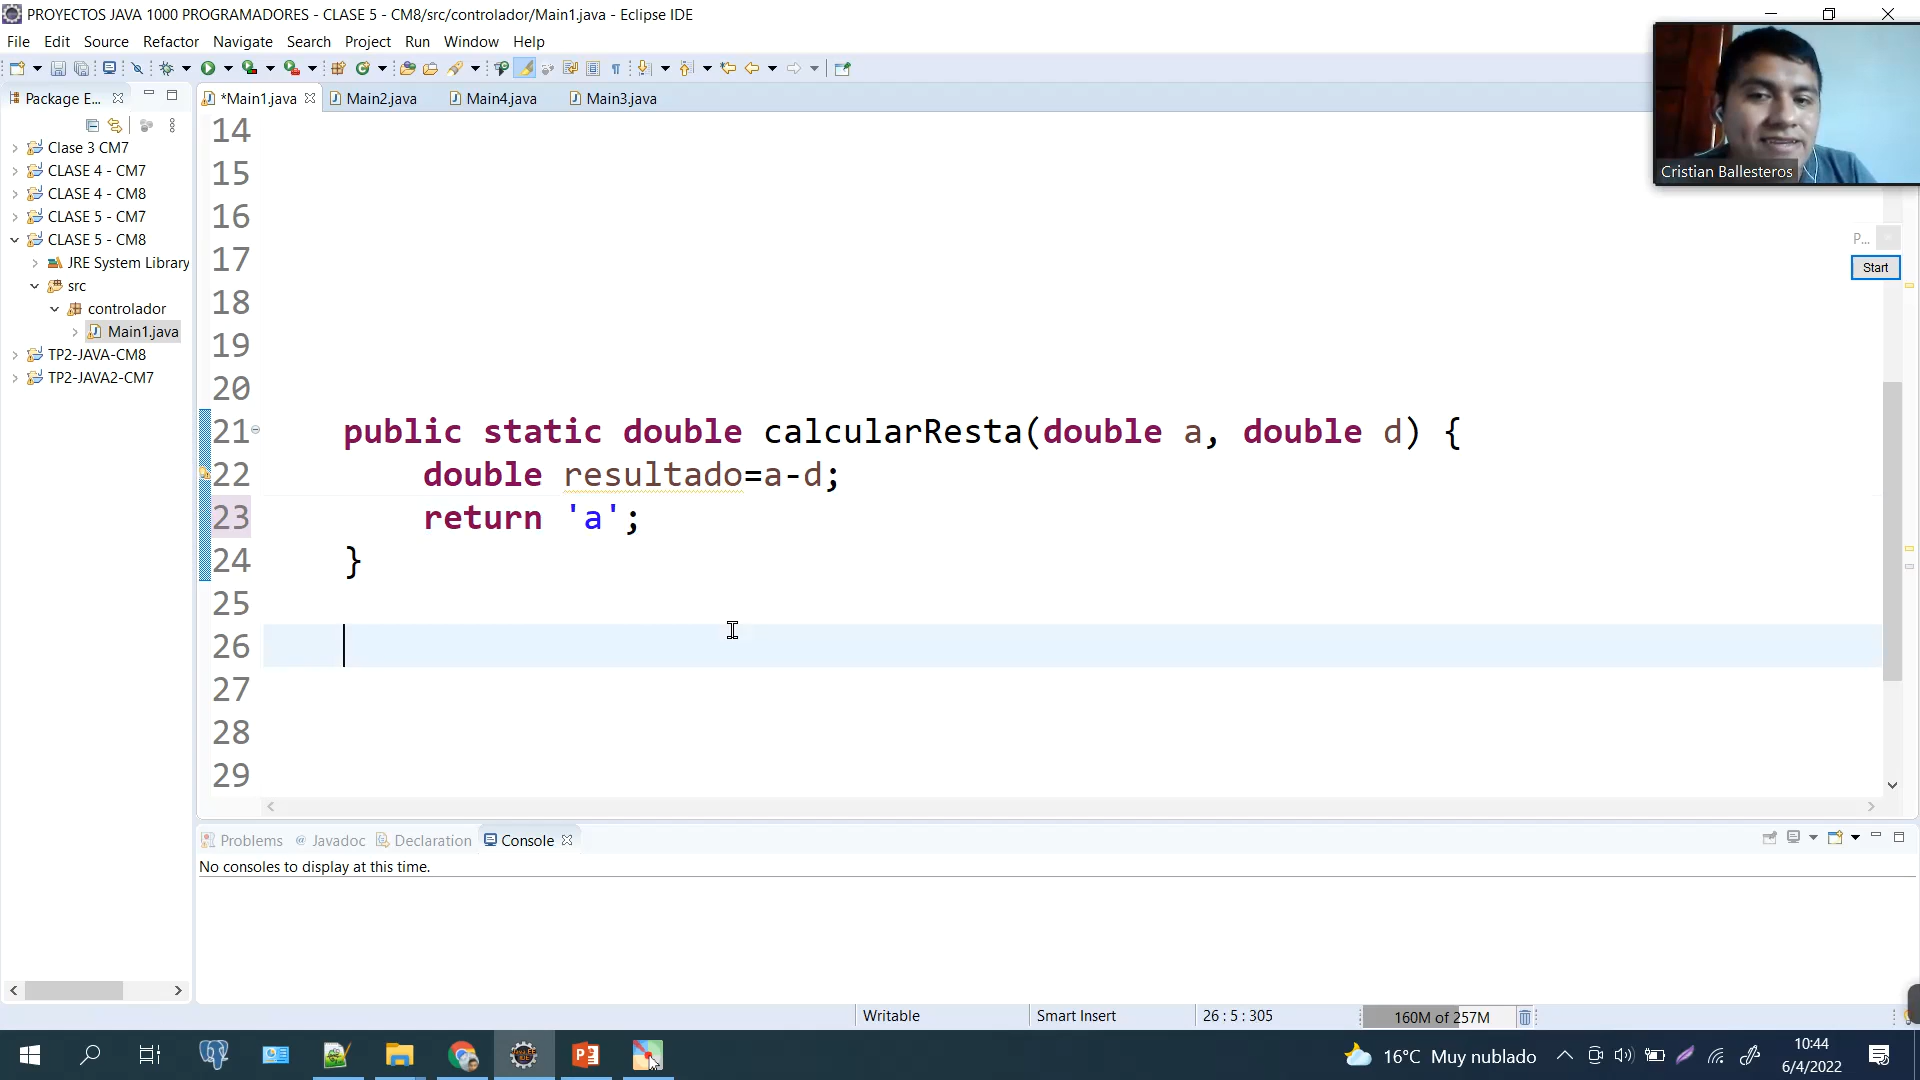 PROYECTOS JAVA 1000 PROGRAMADORES - CLASE 5 - CM8/src/controlador/Main1.java - Eclipse IDE
File Edit Source Refactor Navigate Search Project Run Window Help
Package E... *Main1.java Main2.java Main4.java Main3.java
Cristian Ballesteros
Clase 3 CM7
CLASE 4 - CM7
CLASE 4 - CM8
CLASE 5 - CM7
CLASE 5 - CM8
JRE System Library
src
controlador
Main1.java
TP2-JAVA-CM8
TP2-JAVA2-CM7
P...
Start
14
15
16
17
18
19
20
21 public static double calcularResta(double a, double d) {
22 double resultado=a-d;
23 return 'a';
24 }
25
26
27
28
29
Problems @ Javadoc Declaration Console
No consoles to display at this time.
Writable Smart Insert 26 : 5 : 305 160M of 257M
16°C Muy nublado
10:44
6/4/2022